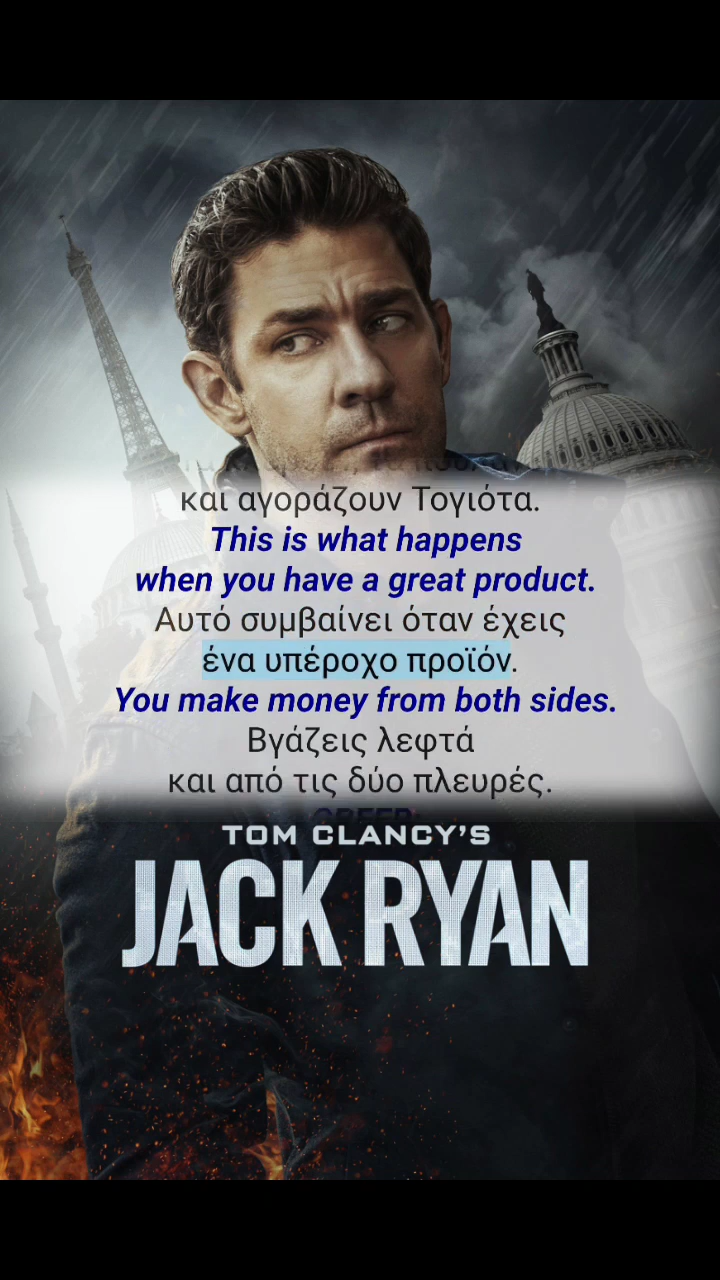 και αγοράζουν Τογιότα.
This is what happens
when you have a great product.
Αυτό συμβαίνει όταν έχεις
ένα υπέροχο προϊόν.
You make money from both sides.
Βγάζεις λεφτά
και από τις δύο πλευρές.
GREER
TOM CLANCY'S
JACK RYAN